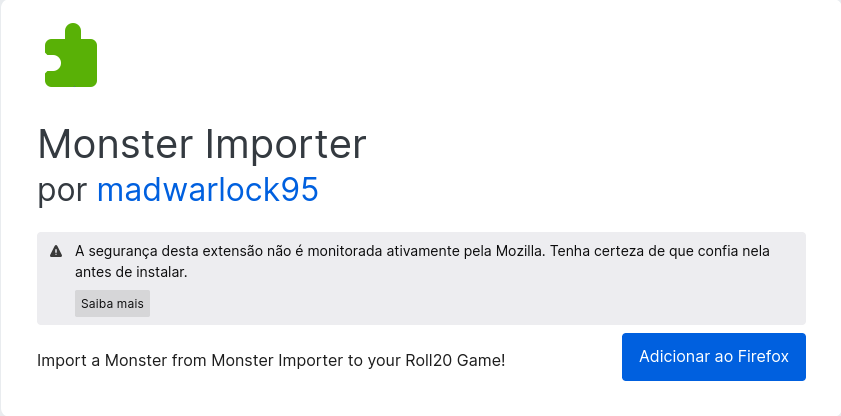 Monster Importer
por madwarlock95
A segurança desta extensão não é monitorada ativamente pela Mozilla. Tenha certeza de que confia nela
antes de instalar.
Saiba mais
Import a Monster from Monster Importer to your Roll20 Game!
Adicionar ao Firefox